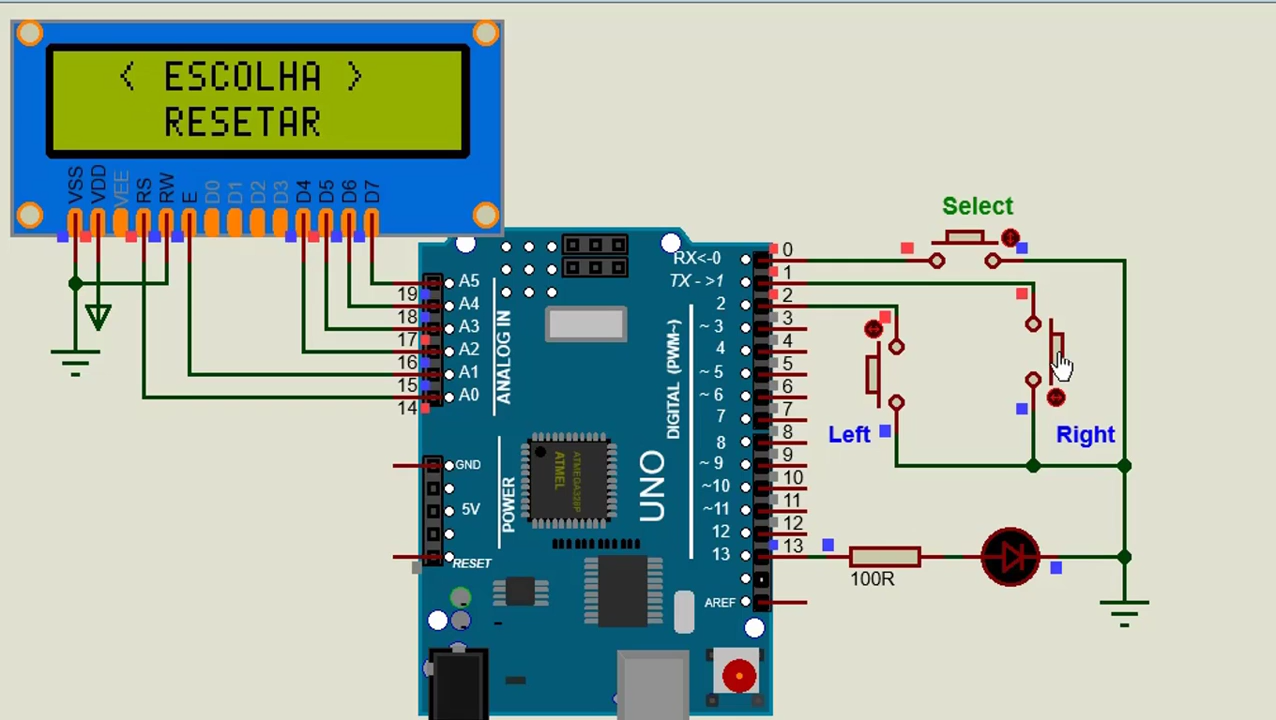 < ESCOLHA >
RESETAR
VSS
VDD
VEE
RS
RW
E
D0
D1
D2
D3
D4
D5
D6
D7
A5
A4
A3
A2
A1
A0
19
18
17
16
15
14
ANALOG IN
GND
5V
POWER
RESET
ATMEL
ATMEGA328P
UNO
DIGITAL (PWM~)
RX<-0
TX ->1
2
~ 3
4
~ 5
~ 6
7
8
~ 9
~10
~11
12
13
AREF
0
1
2
3
4
5
6
7
8
9
10
11
12
13
Select
Left
Right
100R